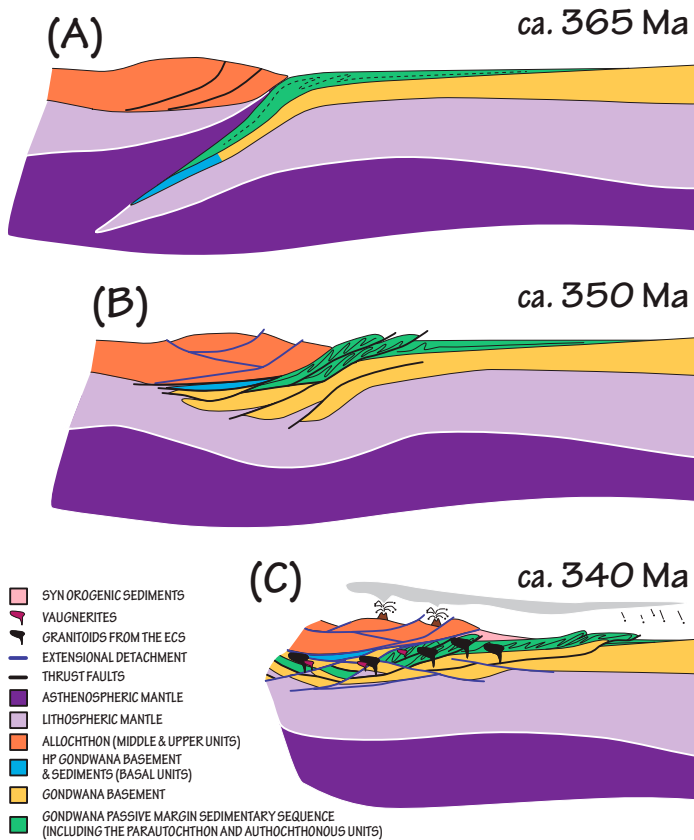 (A)
ca. 365 Ma
(B)
ca. 350 Ma
(C)
ca. 340 Ma
SYN OROGENIC SEDIMENTS
VAUGNERITES
GRANITOIDS FROM THE ECS
EXTENSIONAL DETACHMENT
THRUST FAULTS
ASTHENOSPHERIC MANTLE
LITHOSPHERIC MANTLE
ALLOCHTHON (MIDDLE & UPPER UNITS)
HP GONDWANA BASEMENT
& SEDIMENTS (BASAL UNITS)
GONDWANA BASEMENT
GONDWANA PASSIVE MARGIN SEDIMENTARY SEQUENCE
(INCLUDING THE PARAUTOCHTHON AND AUTHOCHTHONOUS UNITS)